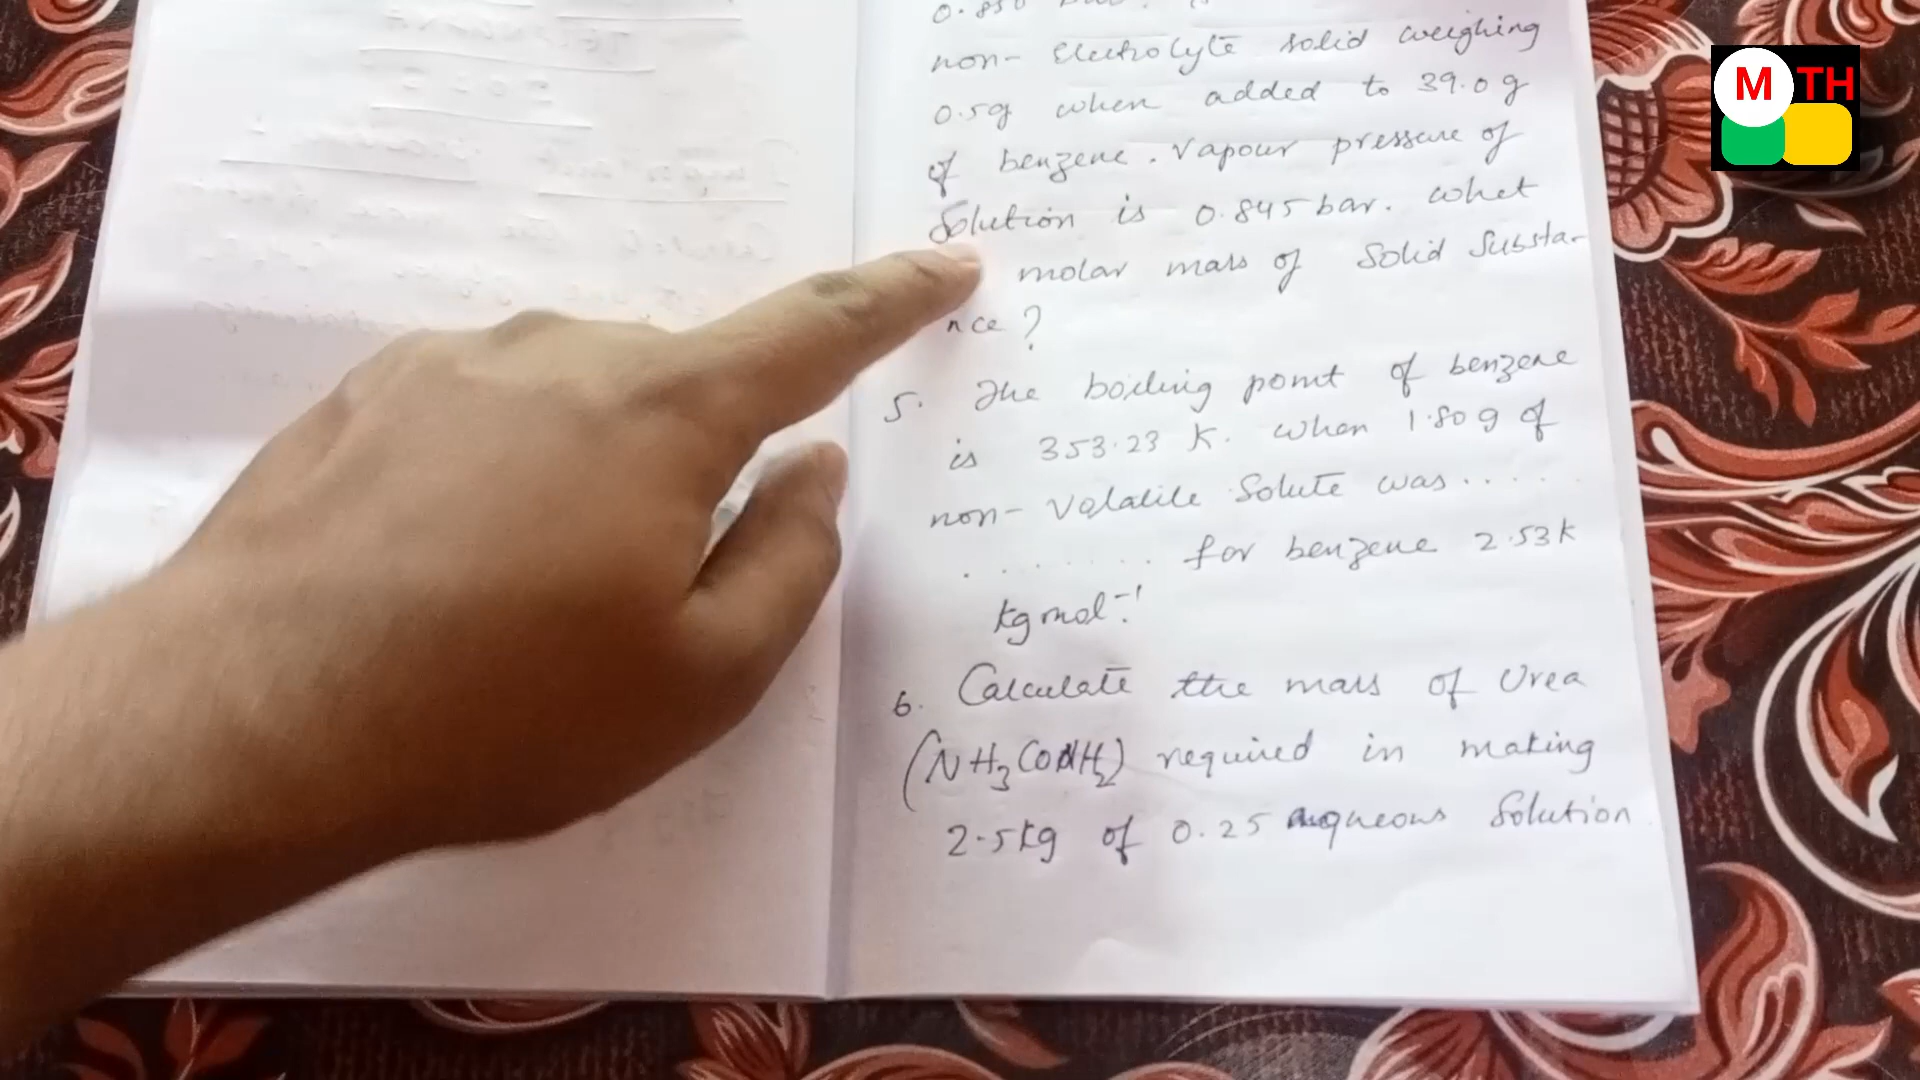 0.850
non- Electrolyte solid weighing
0.5g when added to 39.0g
of benzene. Vapour pressure of
Solution is 0.845 bar. What
molar mass of Solid Substa-
nce?
5. The boiling point of benzene
is 353.23 K. when 1.80g of
non- volatile Solute was.....
........ for benzene 2.53K
kg mol⁻¹
6. Calculate the mass of Urea
(NH3CONH2) required in making
2.5kg of 0.25 aqueous Solution
M TH